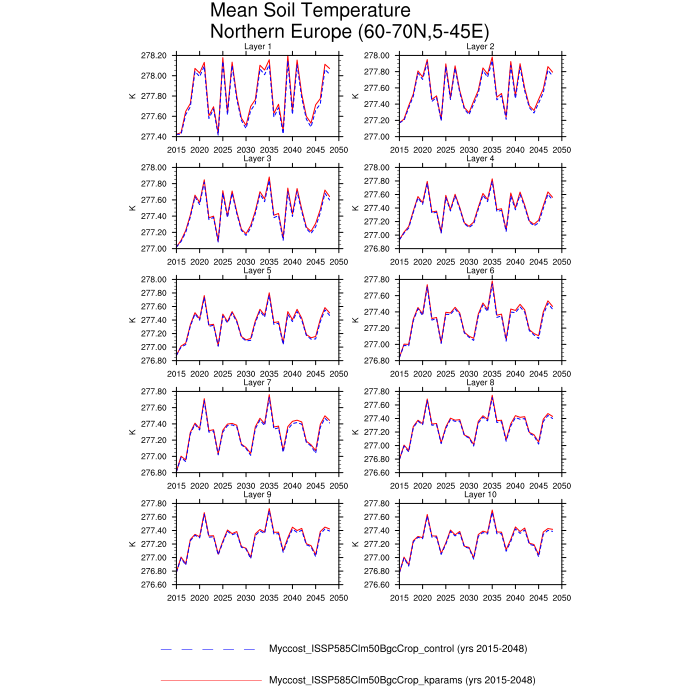 Mean Soil Temperature
Northern Europe (60-70N,5-45E)
Layer 1
278.20
278.00
277.80
277.60
277.40
K
2015 2020 2025 2030 2035 2040 2045 2050
Layer 2
278.00
277.80
277.60
277.40
277.20
277.00
K
2015 2020 2025 2030 2035 2040 2045 2050
Layer 3
278.00
277.80
277.60
277.40
277.20
277.00
K
2015 2020 2025 2030 2035 2040 2045 2050
Layer 4
278.00
277.80
277.60
277.40
277.20
277.00
276.80
K
2015 2020 2025 2030 2035 2040 2045 2050
Layer 5
278.00
277.80
277.60
277.40
277.20
277.00
276.80
K
2015 2020 2025 2030 2035 2040 2045 2050
Layer 6
277.80
277.60
277.40
277.20
277.00
276.80
K
2015 2020 2025 2030 2035 2040 2045 2050
Layer 7
277.80
277.60
277.40
277.20
277.00
276.80
K
2015 2020 2025 2030 2035 2040 2045 2050
Layer 8
277.80
277.60
277.40
277.20
277.00
276.80
276.60
K
2015 2020 2025 2030 2035 2040 2045 2050
Layer 9
277.80
277.60
277.40
277.20
277.00
276.80
276.60
K
2015 2020 2025 2030 2035 2040 2045 2050
Layer 10
277.80
277.60
277.40
277.20
277.00
276.80
276.60
K
2015 2020 2025 2030 2035 2040 2045 2050
Myccost_ISSP585Clm50BgcCrop_control (yrs 2015-2048)
Myccost_ISSP585Clm50BgcCrop_kparams (yrs 2015-2048)